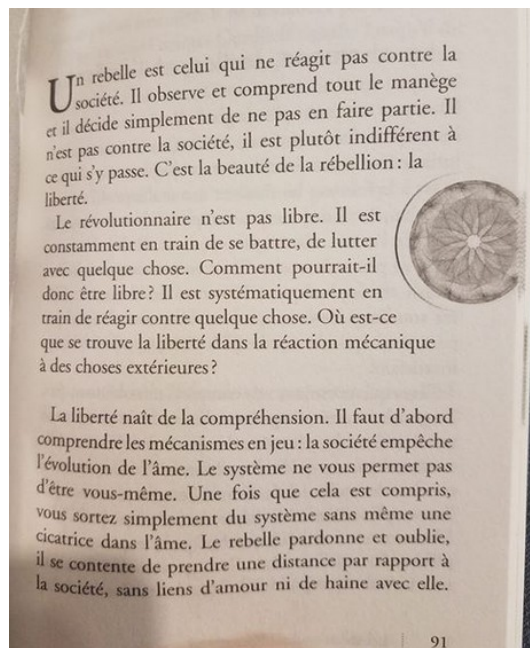 Un rebelle est celui qui ne réagit pas contre la
société. Il observe et comprend tout le manège
et il décide simplement de ne pas en faire partie. Il
n'est pas contre la société, il est plutôt indifférent à
ce qui s'y passe. C'est la beauté de la rébellion : la
liberté.
Le révolutionnaire n'est pas libre. Il est
constamment en train de se battre, de lutter
avec quelque chose. Comment pourrait-il
donc être libre ? Il est systématiquement en
train de réagir contre quelque chose. Où est-ce
que se trouve la liberté dans la réaction mécanique
à des choses extérieures ?
La liberté naît de la compréhension. Il faut d'abord
comprendre les mécanismes en jeu : la société empêche
l'évolution de l'âme. Le système ne vous permet pas
d'être vous-même. Une fois que cela est compris,
vous sortez simplement du système sans même une
cicatrice dans l'âme. Le rebelle pardonne et oublie,
il se contente de prendre une distance par rapport à
la société, sans liens d'amour ni de haine avec elle.
91